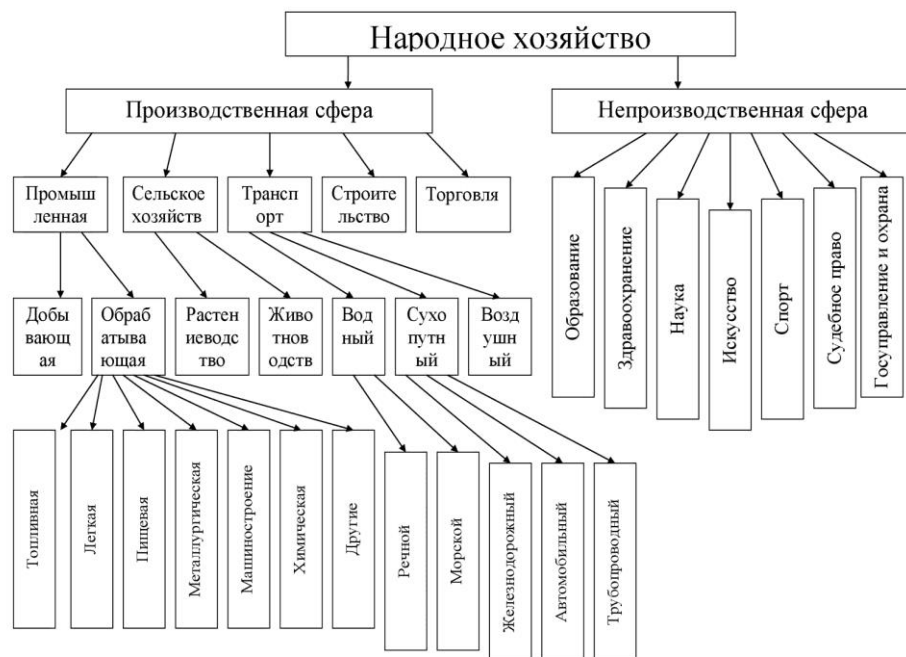 Народное хозяйство
Производственная сфера
Непроизводственная сфера
Промыш
ленная
Сельское
хозяйств
Трансп
орт
Строите
льство
Торговля
Образование
Здравоохранение
Наука
Искусство
Спорт
Судебное право
Госуправление и охрана
Добы
вающ
ая
Обраб
атыва
ющая
Растен
иеводс
тво
Живо
тнов
одств
Вод
ный
Сухо
путн
ый
Возд
ушн
ый
Топливная
Легкая
Пищевая
Металлургическая
Машиностроение
Химическая
Другие
Речной
Морской
Железнодорожный
Автомобильный
Трубопроводный